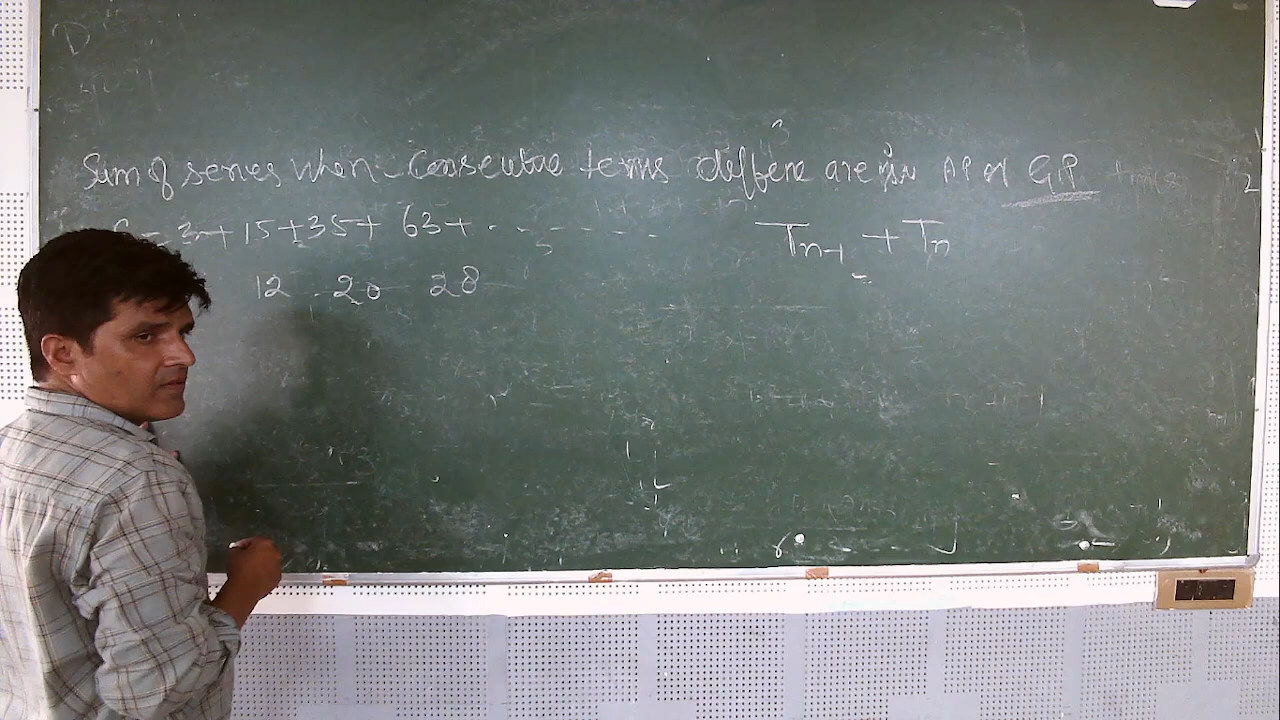 Sum of series when consecutive terms differe are in AP or GP
S = 3 + 15 + 35 + 63 + - - - - - - Tn-1 + Tn
12 20 28